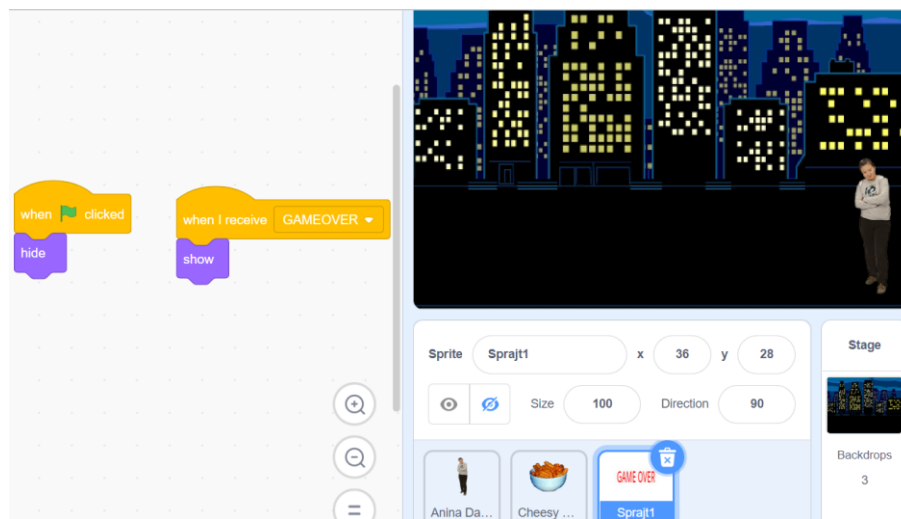 when clicked
hide
when I receive GAMEOVER
show
Sprite Sprajt1 x 36 y 28
Size 100 Direction 90
Stage
Backdrops
3
GAME OVER
Anina Da... Cheesy ... Sprajt1